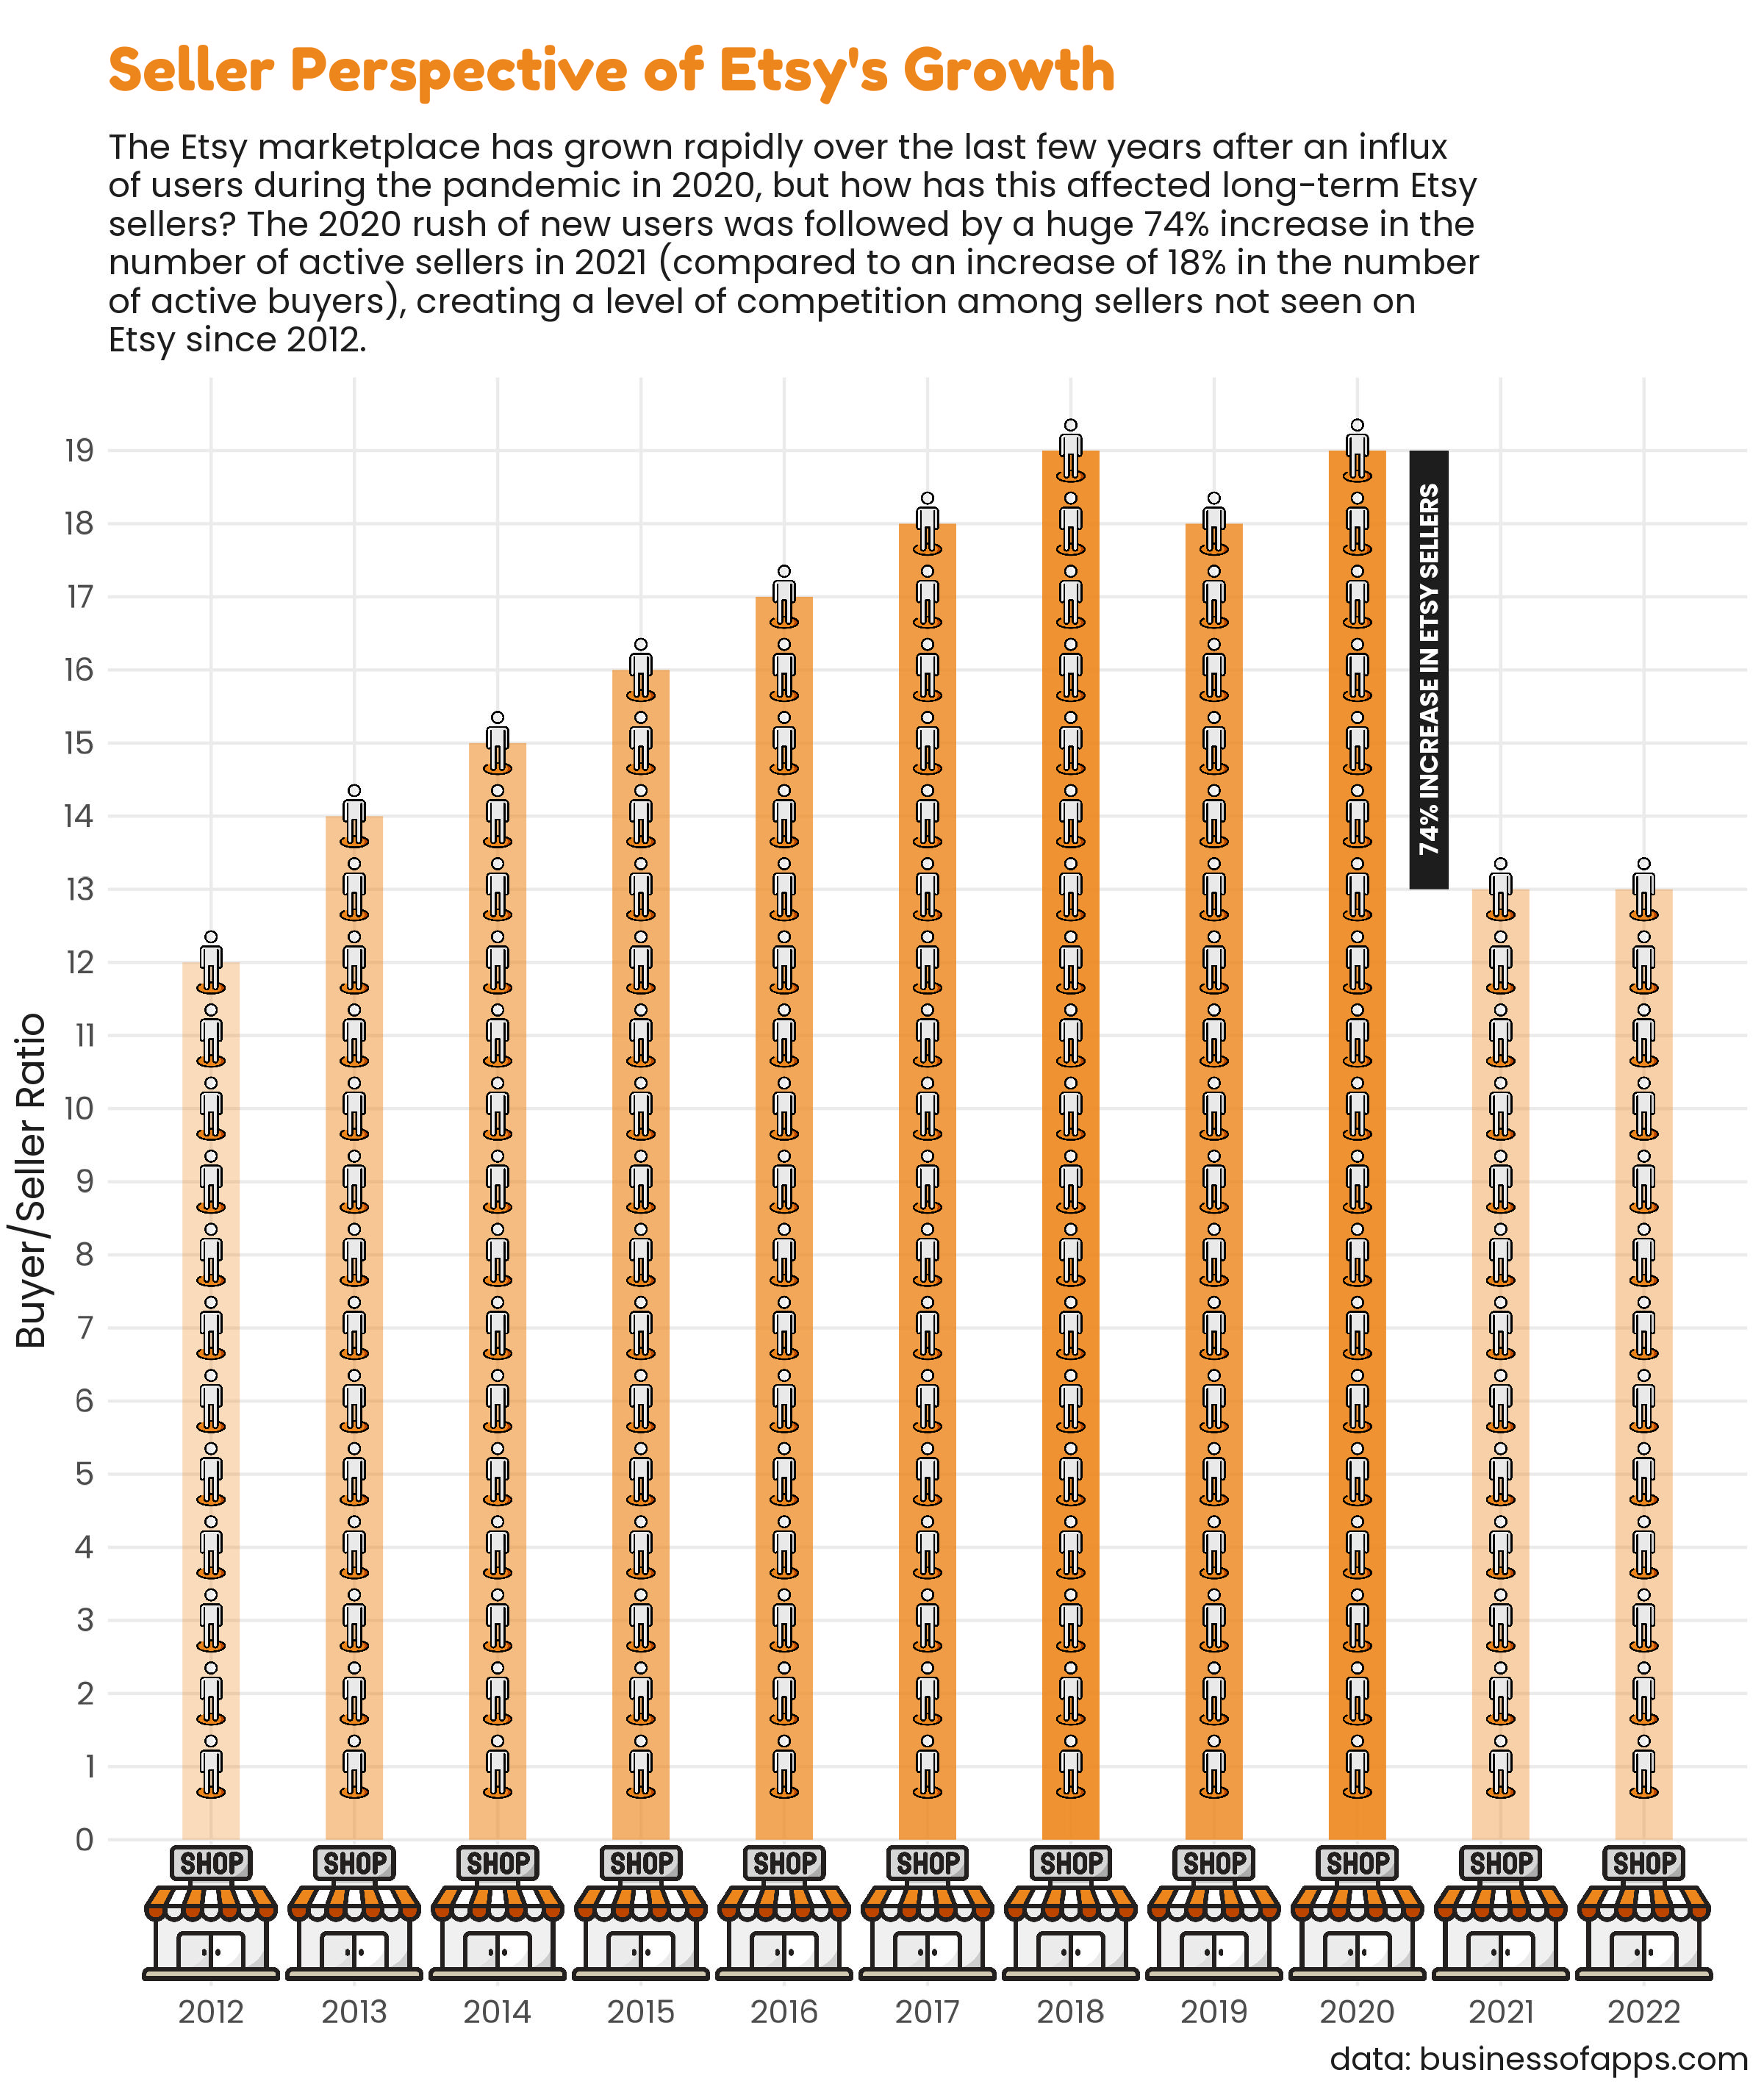 Seller Perspective of Etsy's Growth
The Etsy marketplace has grown rapidly over the last few years after an influx
of users during the pandemic in 2020, but how has this affected long-term Etsy
sellers? The 2020 rush of new users was followed by a huge 74% increase in the
number of active sellers in 2021 (compared to an increase of 18% in the number
of active buyers), creating a level of competition among sellers not seen on
Etsy since 2012.
19
18
17
16
15
14
13
12
11
10
9
8
7
6
5
4
3
2
1
0
Buyer/Seller Ratio
74% INCREASE IN ETSY SELLERS
SHOP SHOP SHOP SHOP SHOP SHOP SHOP SHOP SHOP SHOP SHOP
2012 2013 2014 2015 2016 2017 2018 2019 2020 2021 2022
data: businessofapps.com